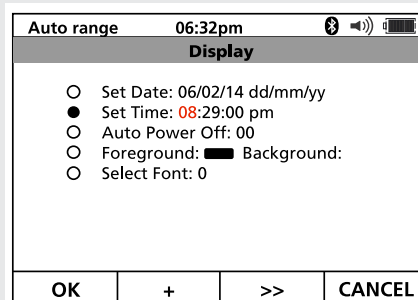 Auto range 06:32pm
Display
Set Date: 06/02/14 dd/mm/yy
Set Time: 08:29:00 pm
Auto Power Off: 00
Foreground: Background:
Select Font: 0
OK + >> CANCEL